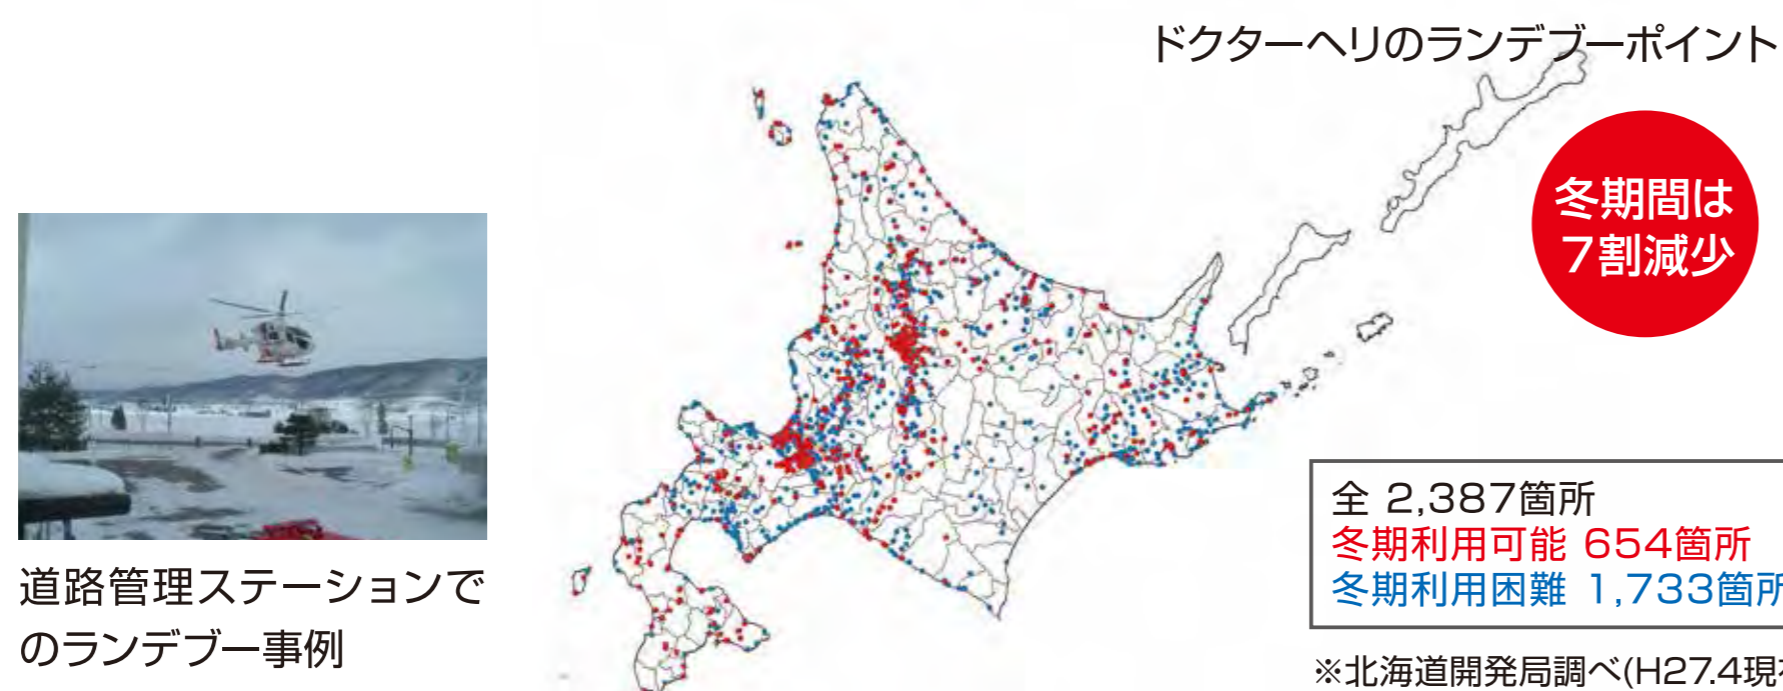 ドクターヘリのランデブーポイント
冬期間は
7割減少
全 2,387箇所
冬期利用可能 654箇所
冬期利用困難 1,733箇所
※北海道開発局調べ(H27.4現在
道路管理ステーションで
のランデブー事例